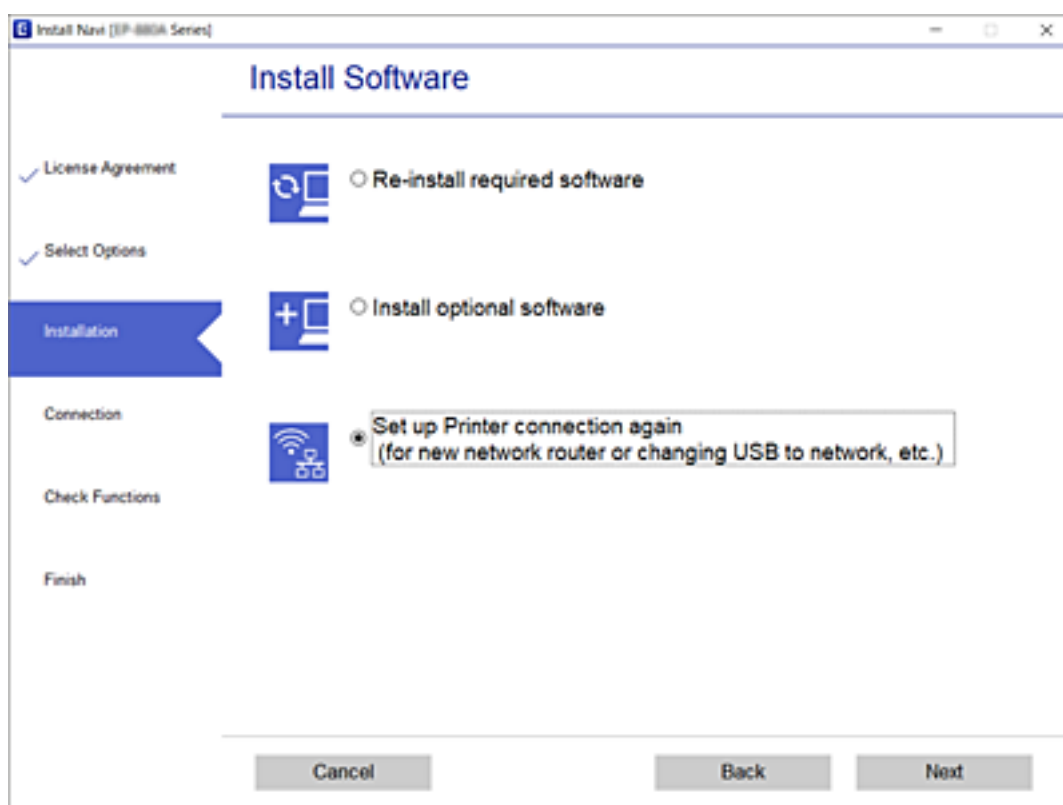 Install Navi [EP-880A Series]
Install Software
License Agreement
Select Options
Installation
Connection
Check Functions
Finish
Re-install required software
Install optional software
Set up Printer connection again
(for new network router or changing USB to network, etc.)
Cancel
Back
Next